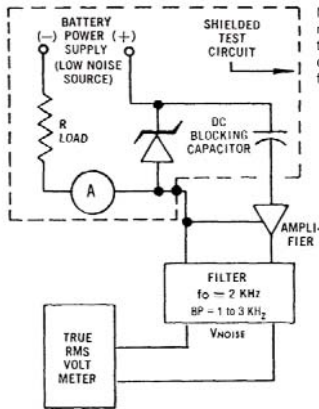 BATTERY
POWER
(–) SUPPLY (+)
(LOW NOISE
SOURCE)
SHIELDED
TEST
CIRCUIT
R
LOAD
DC
BLOCKING
CAPACITOR
A
AMPLI-
FIER
FILTER
fo = 2 KHz
BP = 1 to 3 KHz
VNOISE
TRUE
RMS
VOLT
METER